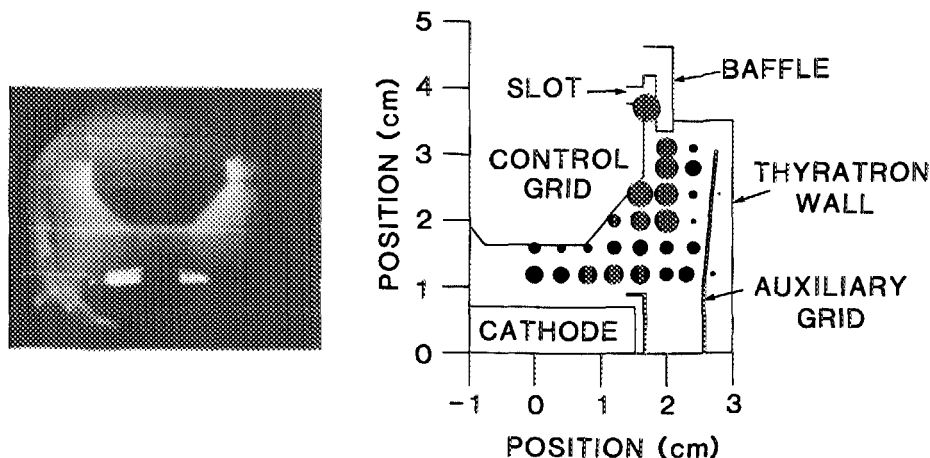 5
4
3
2
1
0
POSITION (cm)
SLOT
BAFFLE
CONTROL
GRID
THYRATRON
WALL
AUXILIARY
GRID
CATHODE
-1 0 1 2 3
POSITION (cm)